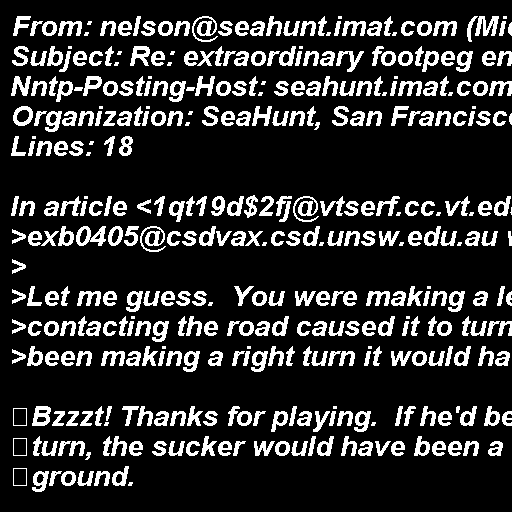 From: nelson@seahunt.imat.com (Mic
Subject: Re: extraordinary footpeg en
Nntp-Posting-Host: seahunt.imat.com
Organization: SeaHunt, San Francisc
Lines: 18

In article <1qt19d$2fj@vtserf.cc.vt.ed
>exb0405@csdvax.csd.unsw.edu.au w
>
>Let me guess.  You were making a le
>contacting the road caused it to turn
>been making a right turn it would ha

Bzzzt! Thanks for playing.  If he'd be
turn, the sucker would have been a
ground.